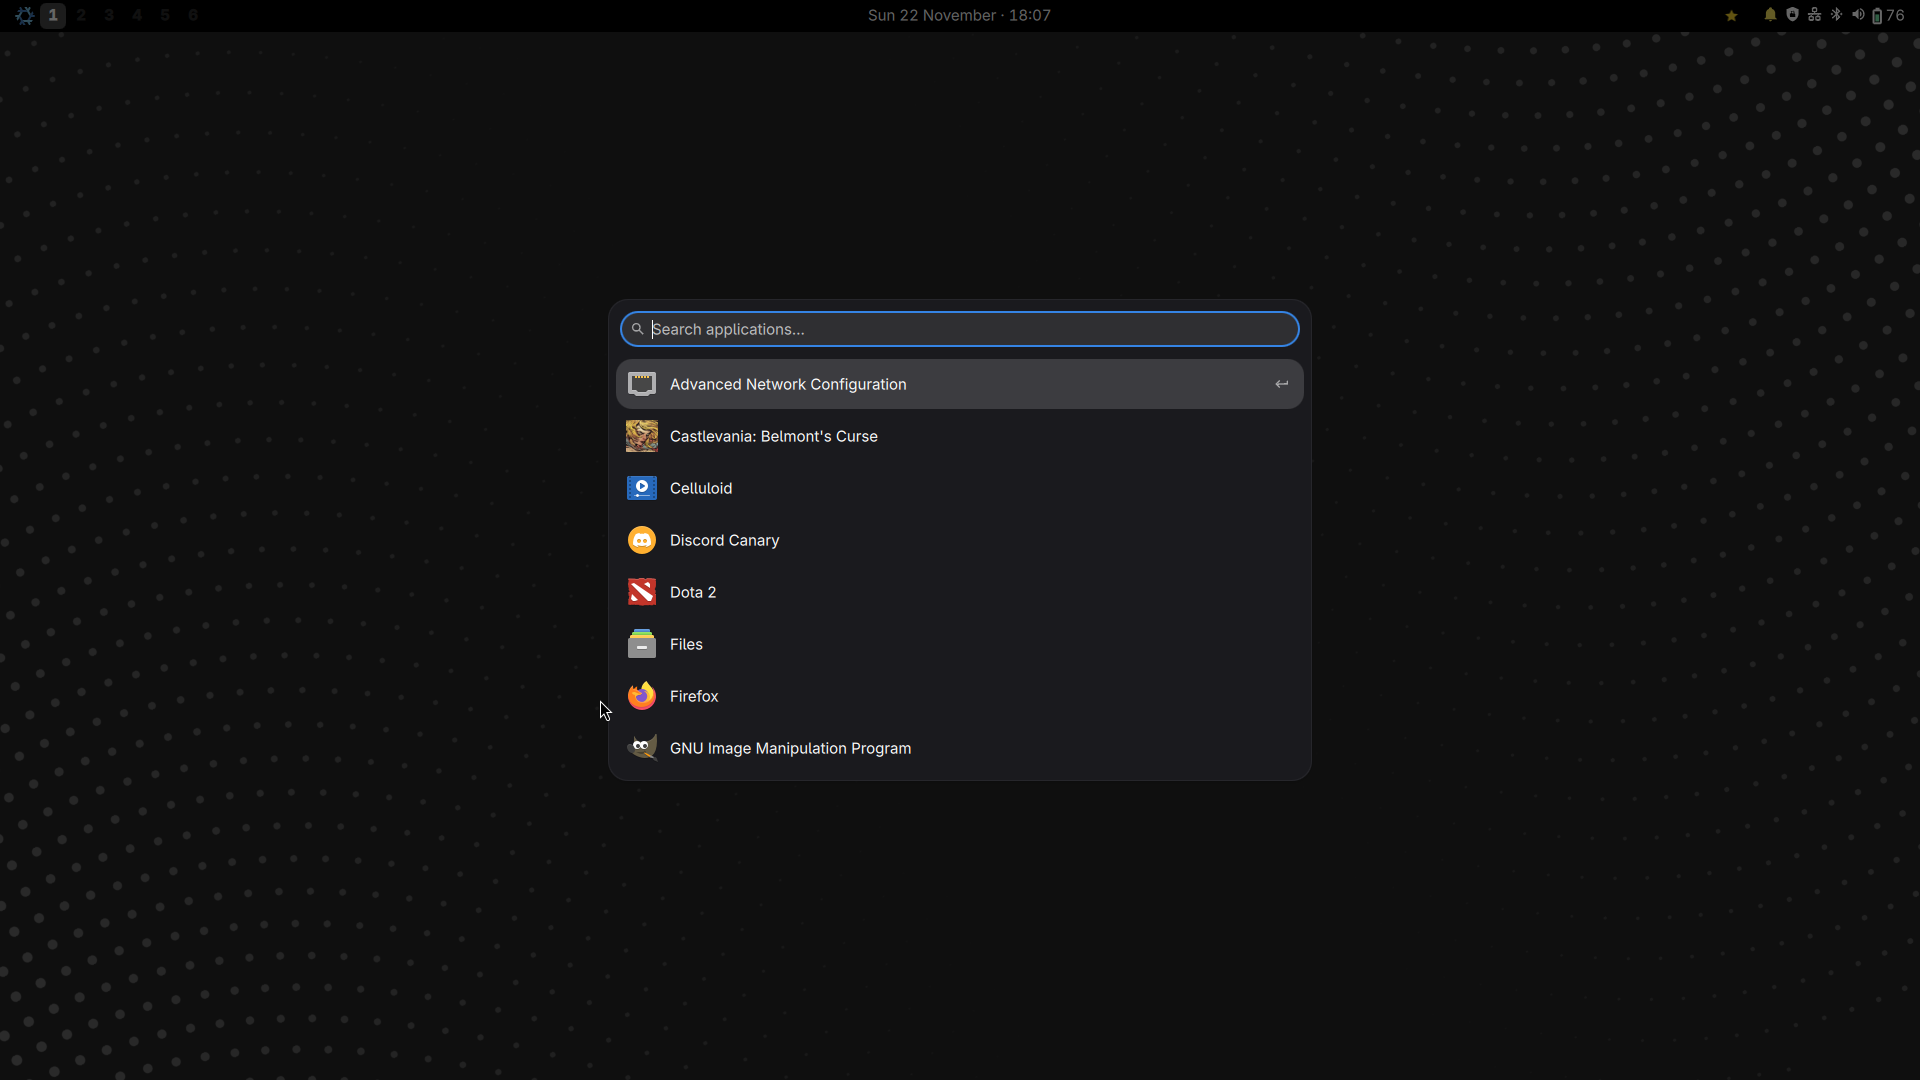 1 2 3 4 5 6
Sun 22 November · 18:07
76
Search applications...
Advanced Network Configuration
Castlevania: Belmont's Curse
Celluloid
Discord Canary
Dota 2
Files
Firefox
GNU Image Manipulation Program